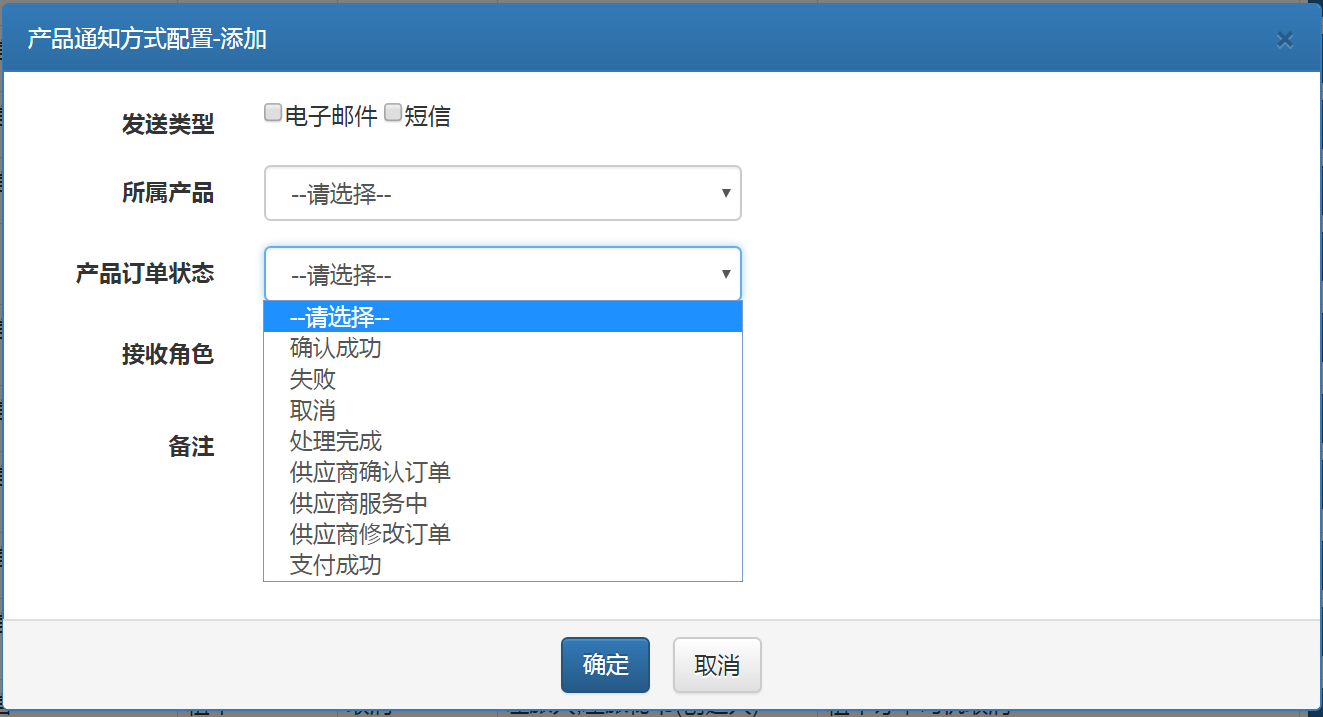 产品通知方式配置-添加
×
发送类型
电子邮件 短信
所属产品
--请选择--
产品订单状态
--请选择--
--请选择--
确认成功
失败
取消
处理完成
供应商确认订单
供应商服务中
供应商修改订单
支付成功
接收角色
备注
确定 取消